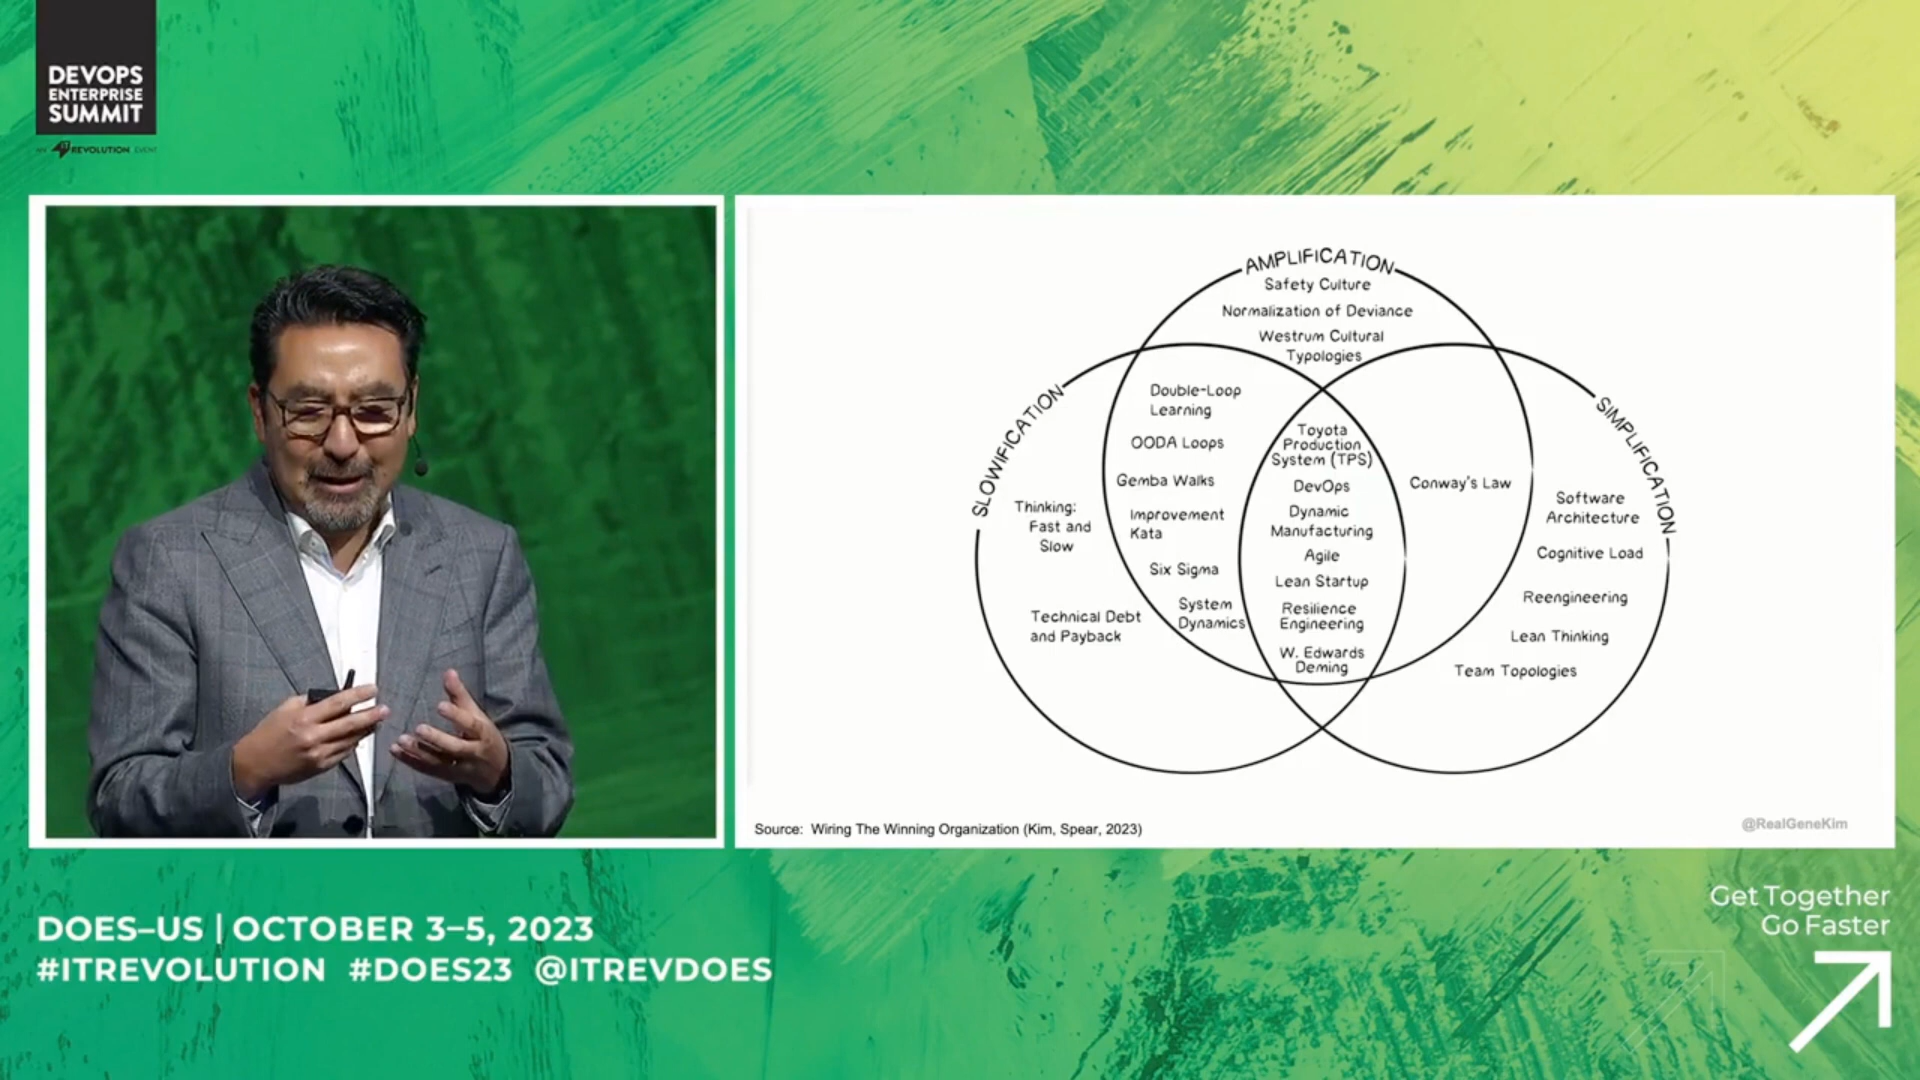 DEVOPS
ENTERPRISE
SUMMIT
AN IT REVOLUTION EVENT
AMPLIFICATION
Safety Culture
Normalization of Deviance
Westrum Cultural
Typologies
SLOWIFICATION
Thinking:
Fast and
Slow
Technical Debt
and Payback
Double-Loop
Learning
OODA Loops
Gemba Walks
Improvement
Kata
Six Sigma
System
Dynamics
Toyota
Production
System (TPS)
DevOps
Dynamic
Manufacturing
Agile
Lean Startup
Resilience
Engineering
W. Edwards
Deming
Conway's Law
SIMPLIFICATION
Software
Architecture
Cognitive Load
Reengineering
Lean Thinking
Team Topologies
Source: Wiring The Winning Organization (Kim, Spear, 2023)
@RealGeneKim
DOES–US | OCTOBER 3–5, 2023
#ITREVOLUTION #DOES23 @ITREVDOES
Get Together
Go Faster